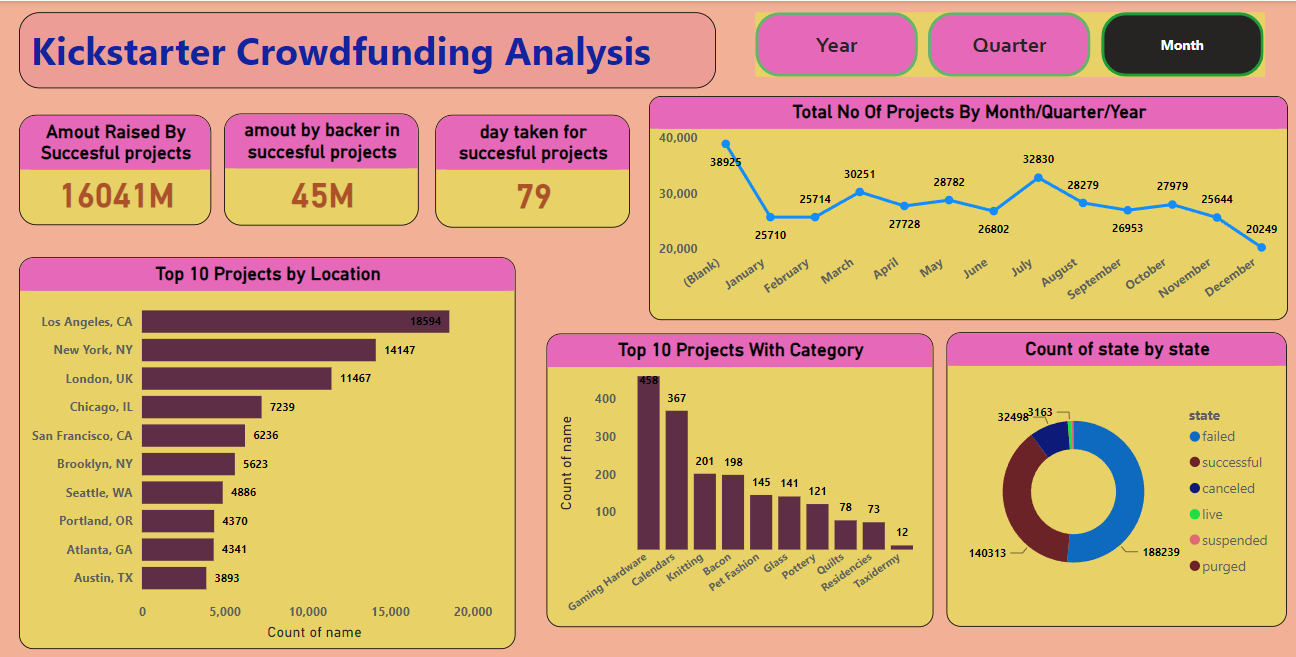 Kickstarter Crowdfunding Analysis
Year
Quarter
Month
Amout Raised By
Succesful projects
16041M
amout by backer in
succesful projects
45M
day taken for
succesful projects
79
Total No Of Projects By Month/Quarter/Year
40,000
30,000
20,000
38925
25710
25714
30251
27728
28782
26802
32830
28279
26953
27979
25644
20249
(Blank)
January
February
March
April
May
June
July
August
September
October
November
December
Top 10 Projects by Location
Los Angeles, CA 18594
New York, NY 14147
London, UK 11467
Chicago, IL 7239
San Francisco, CA 6236
Brooklyn, NY 5623
Seattle, WA 4886
Portland, OR 4370
Atlanta, GA 4341
Austin, TX 3893
0 5,000 10,000 15,000 20,000
Count of name
Top 10 Projects With Category
Count of name
400
300
200
100
458
367
201
198
145
141
121
78
73
12
Gaming Hardware
Calendars
Knitting
Bacon
Pet Fashion
Glass
Pottery
Quilts
Residencies
Taxidermy
Count of state by state
32498
3163
140313
188239
state
failed
successful
canceled
live
suspended
purged